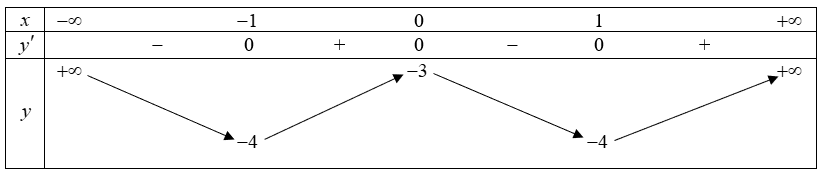 x −∞ −1 0 1 +∞
y′ − 0 + 0 − 0 +
+∞ −3 +∞
y
−4 −4